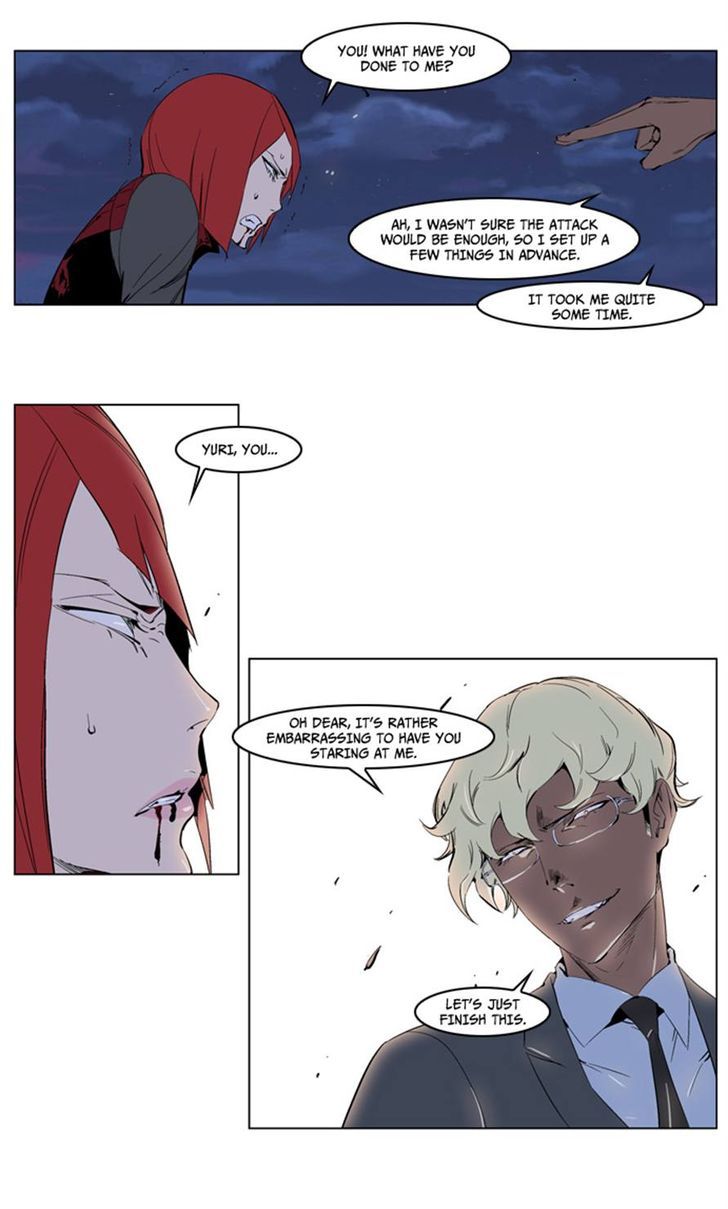 YOU! WHAT HAVE YOU
DONE TO ME?
AH, I WASN'T SURE THE ATTACK
WOULD BE ENOUGH, SO I SET UP A
FEW THINGS IN ADVANCE.
IT TOOK ME QUITE
SOME TIME.
YURI, YOU...
OH DEAR, IT'S RATHER
EMBARRASSING TO HAVE YOU
STARING AT ME.
LET'S JUST
FINISH THIS.